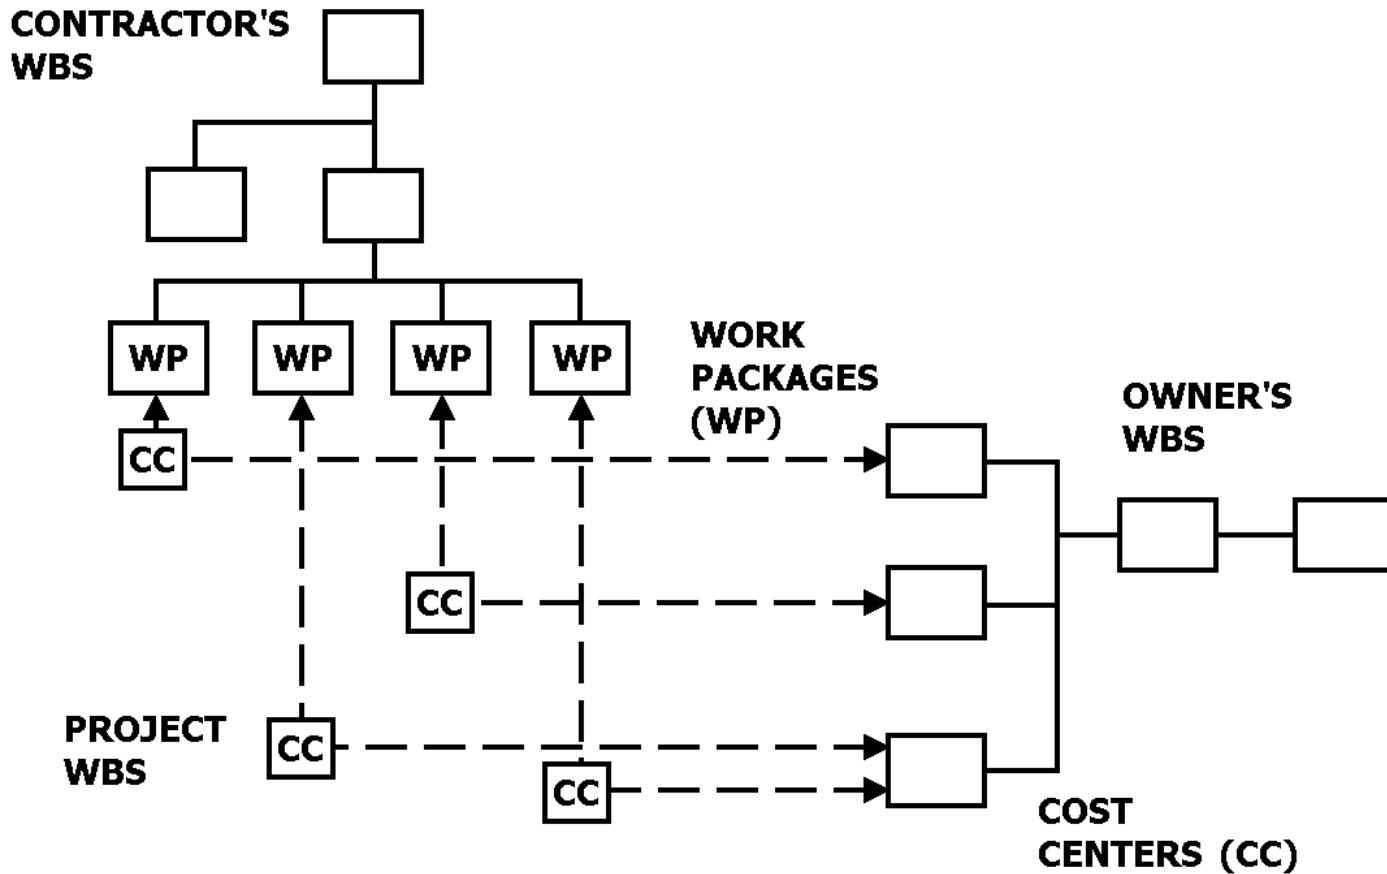 CONTRACTOR'S
WBS
WP
WP
WP
WP
WORK
PACKAGES
(WP)
OWNER'S
WBS
CC
CC
PROJECT
WBS
CC
CC
COST
CENTERS (CC)